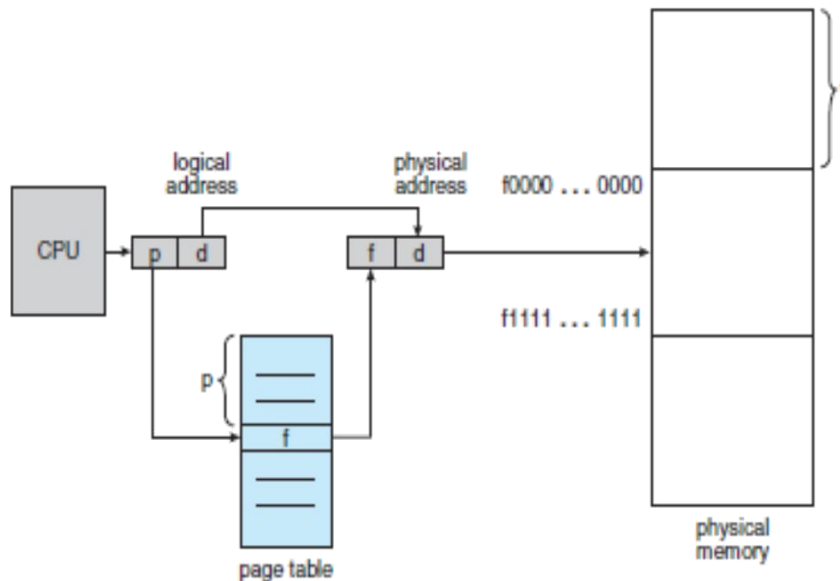 logical
address
physical
address
f0000 ... 0000
CPU
p d
f d
f1111 ... 1111
p
f
page table
physical
memory